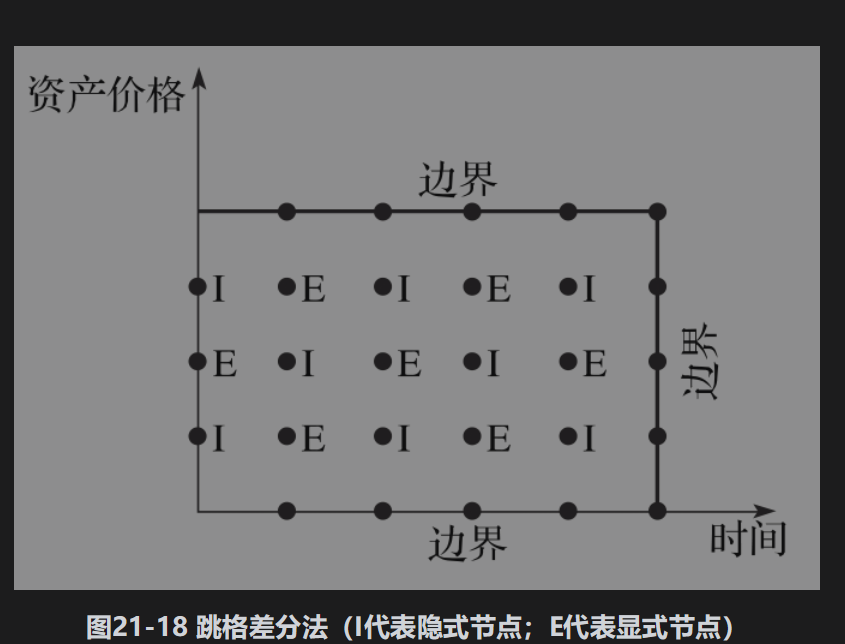 资产价格
边界
I E I E I
E I E I E
边界
I E I E I
边界
时间
图21-18 跳格差分法（I代表隐式节点；E代表显式节点）